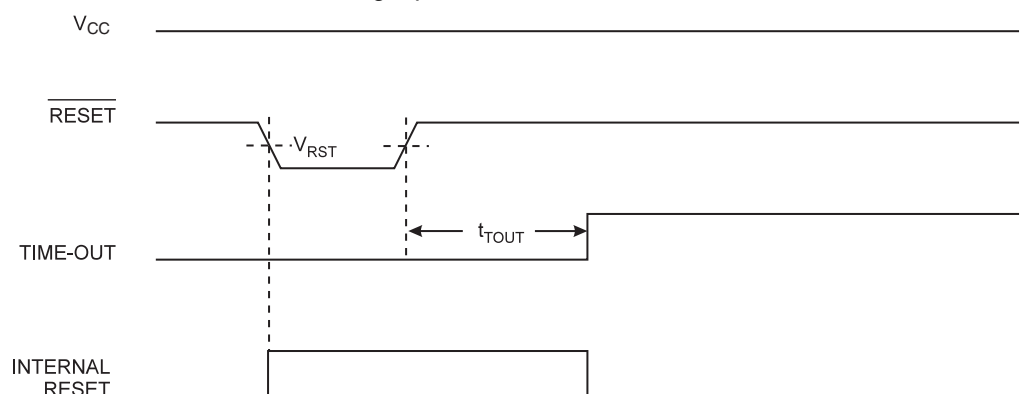 VCC
RESET
VRST
tTOUT
TIME-OUT
INTERNAL
RESET